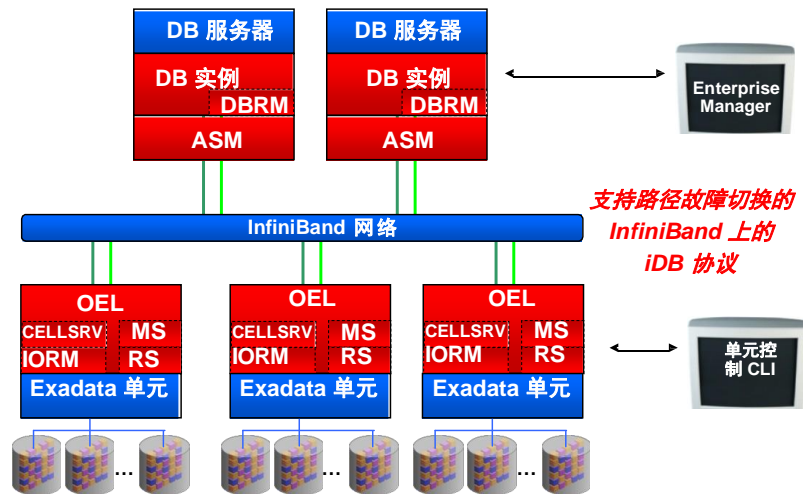 DB 服务器
DB 实例
DBRM
ASM
DB 服务器
DB 实例
DBRM
ASM
Enterprise
Manager
InfiniBand 网络
支持路径故障切换的
InfiniBand 上的
iDB 协议
OEL
CELLSRV
MS
IORM
RS
Exadata 单元
...
OEL
CELLSRV
MS
IORM
RS
Exadata 单元
...
OEL
CELLSRV
MS
IORM
RS
Exadata 单元
...
单元控
制 CLI